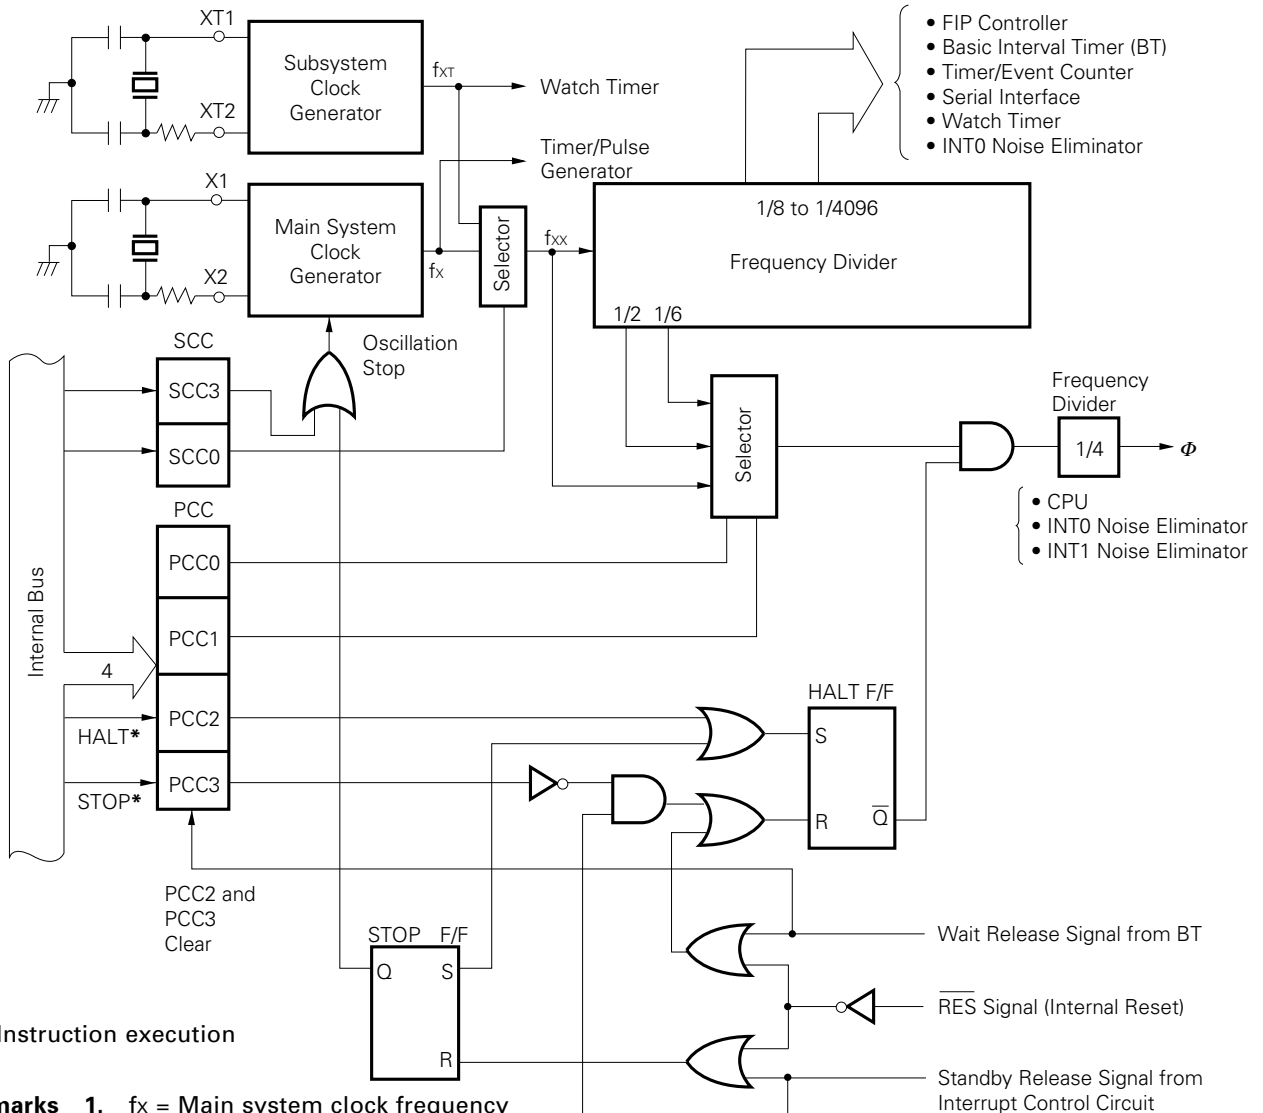 XT1
Subsystem
Clock
Generator
XT2
fXT
Watch Timer
Timer/Pulse
Generator
• FIP Controller
• Basic Interval Timer (BT)
• Timer/Event Counter
• Serial Interface
• Watch Timer
• INT0 Noise Eliminator
X1
Main System
Clock
Generator
X2
fX
Selector
fXX
1/8 to 1/4096
Frequency Divider
1/2 1/6
Oscillation
Stop
SCC
SCC3
SCC0
Selector
Frequency
Divider
1/4
Φ
• CPU
• INT0 Noise Eliminator
• INT1 Noise Eliminator
PCC
PCC0
PCC1
PCC2
PCC3
Internal Bus
4
HALT*
STOP*
HALT F/F
S
R
Q̅
PCC2 and
PCC3
Clear
STOP F/F
Q
S
R
Wait Release Signal from BT
R̅E̅S̅ Signal (Internal Reset)
Standby Release Signal from
Interrupt Control Circuit
Instruction execution
marks 1. fX = Main system clock frequency